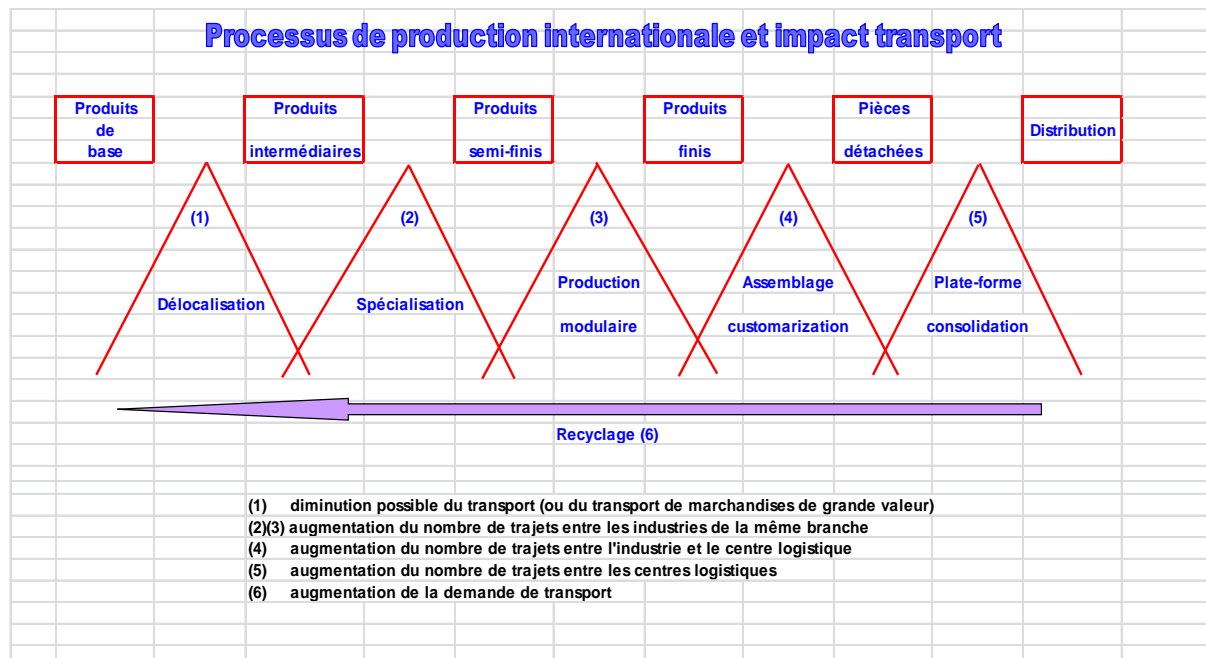 Processus de production internationale et impact transport
Produits
de
base
Produits
intermédiaires
Produits
semi-finis
Produits
finis
Pièces
détachées
Distribution
(1)
Délocalisation
(2)
Spécialisation
(3)
Production
modulaire
(4)
Assemblage
customarization
(5)
Plate-forme
consolidation
Recyclage (6)
(1) diminution possible du transport (ou du transport de marchandises de grande valeur)
(2)(3) augmentation du nombre de trajets entre les industries de la même branche
(4) augmentation du nombre de trajets entre l'industrie et le centre logistique
(5) augmentation du nombre de trajets entre les centres logistiques
(6) augmentation de la demande de transport